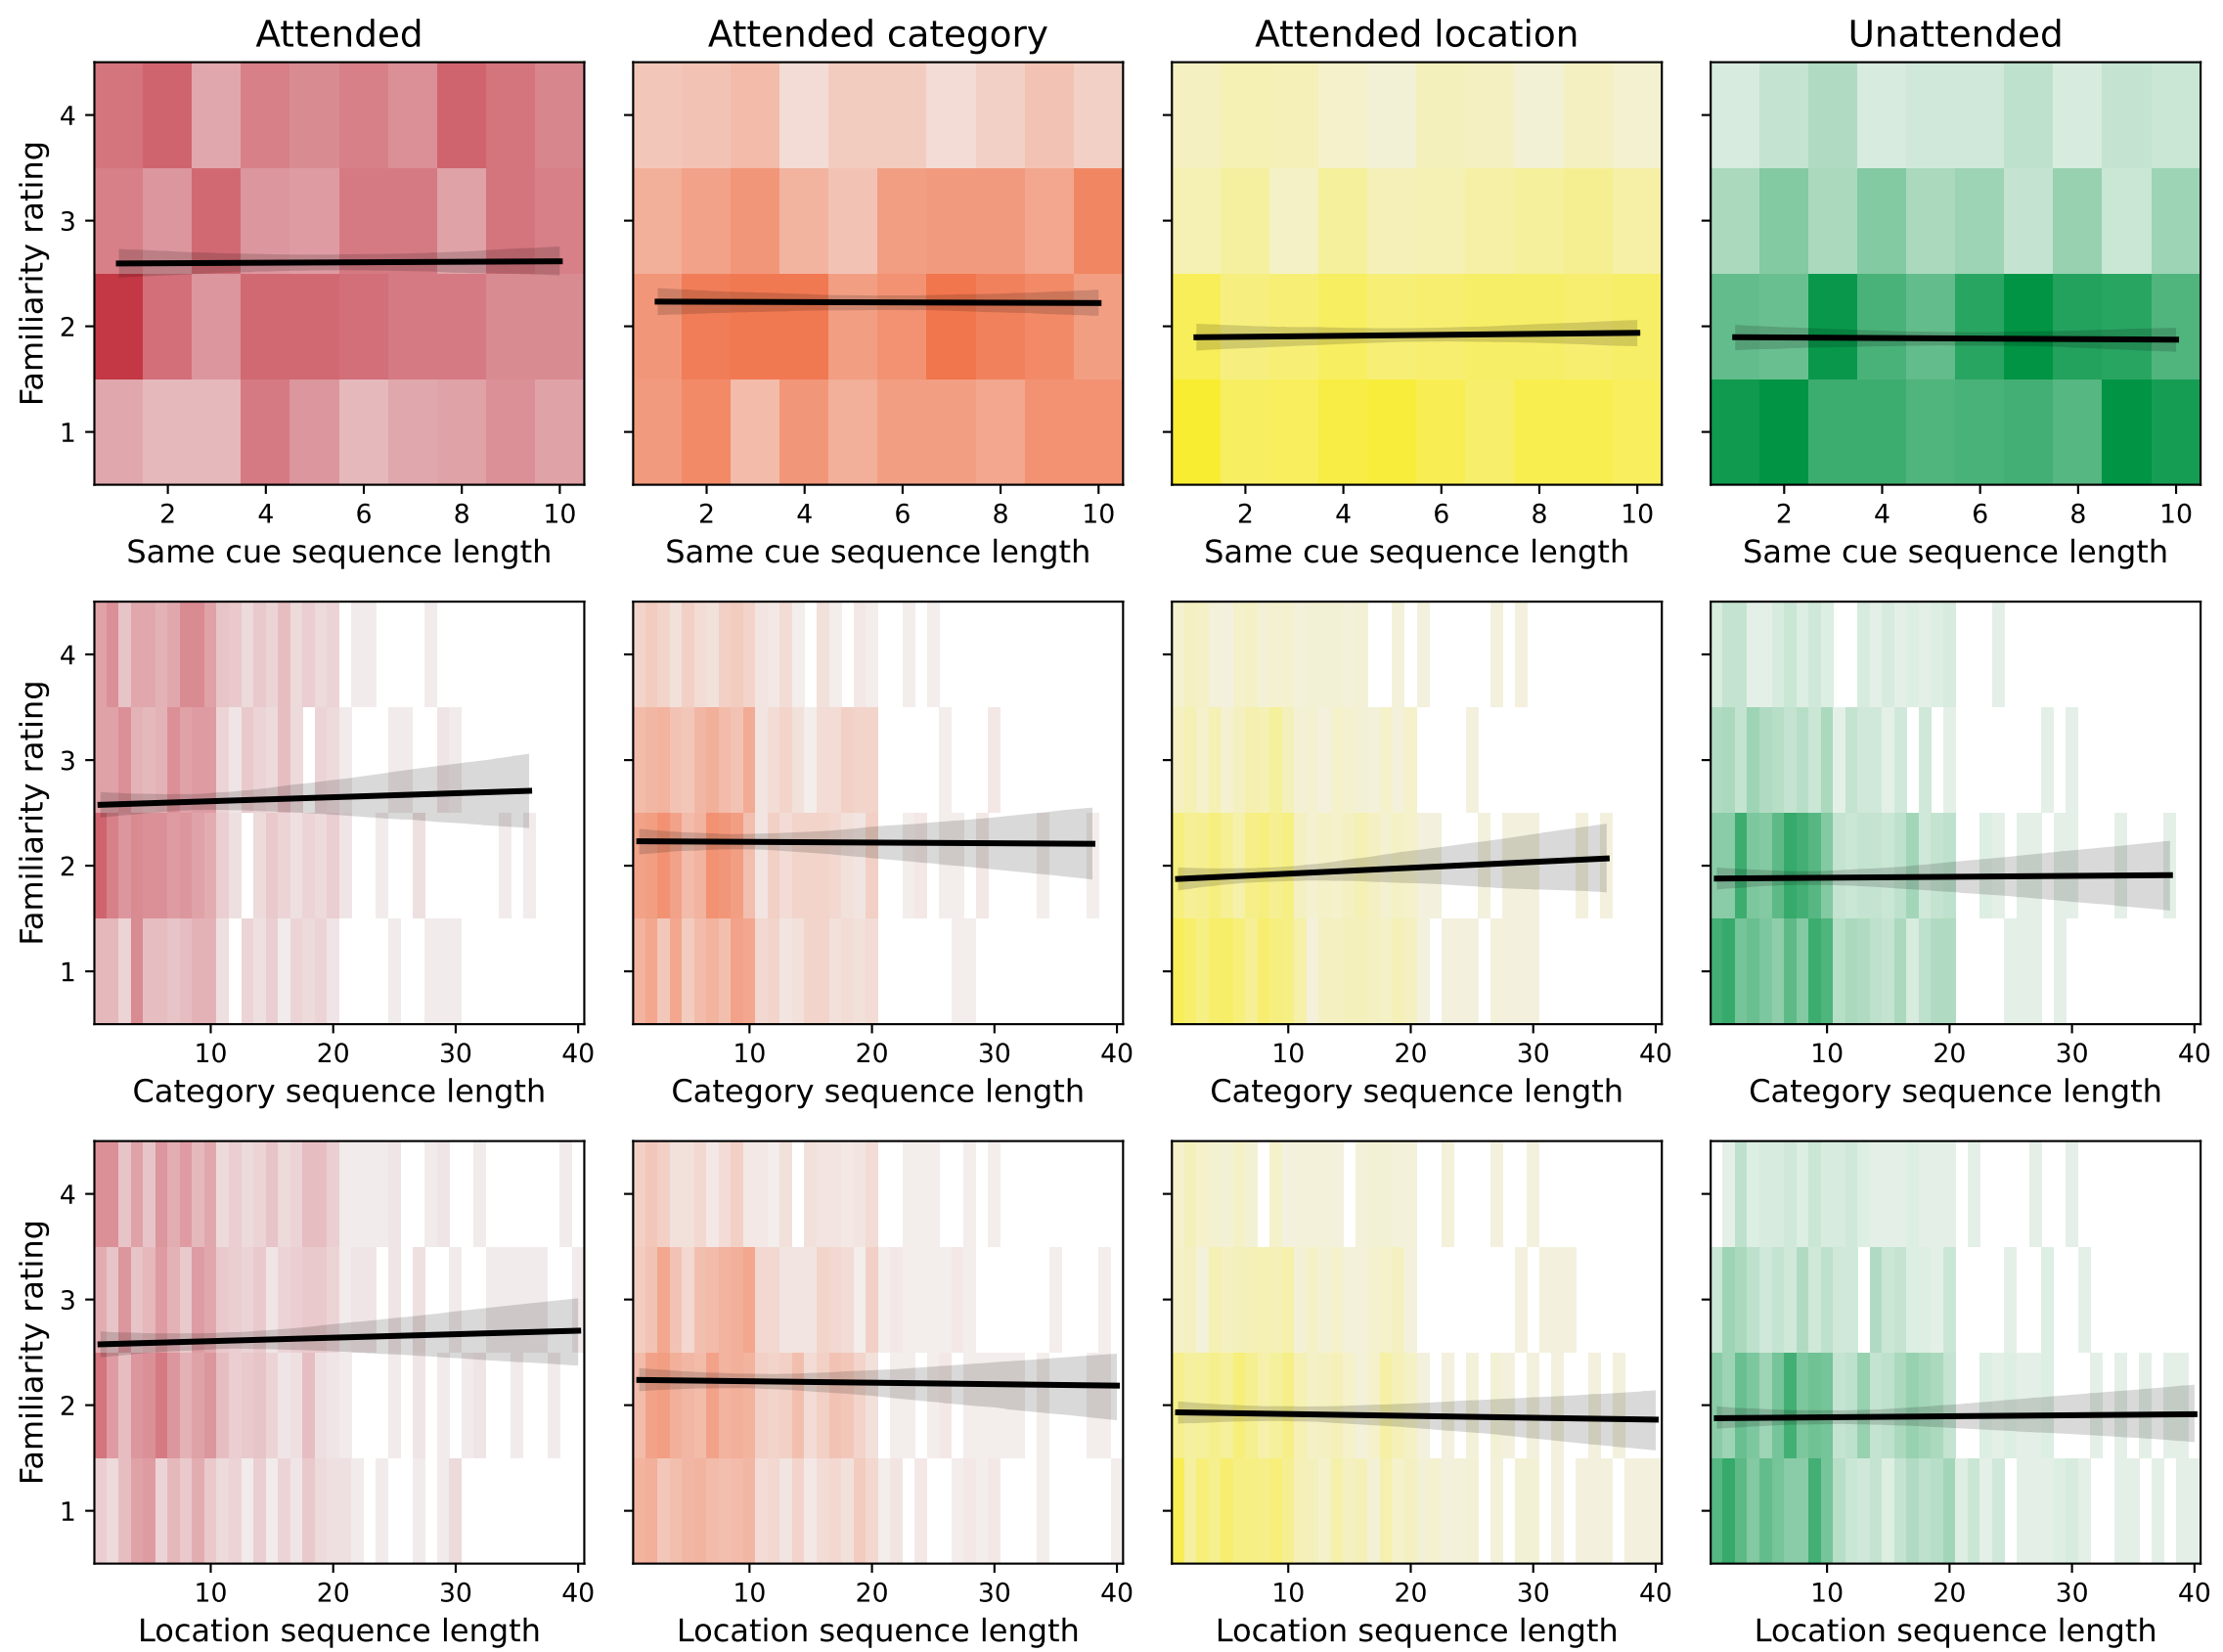 Attended Attended category Attended location Unattended
Familiarity rating
4
3
2
1
2 4 6 8 10 2 4 6 8 10 2 4 6 8 10 2 4 6 8 10
Same cue sequence length Same cue sequence length Same cue sequence length Same cue sequence length
Familiarity rating
4
3
2
1
10 20 30 40 10 20 30 40 10 20 30 40 10 20 30 40
Category sequence length Category sequence length Category sequence length Category sequence length
Familiarity rating
4
3
2
1
10 20 30 40 10 20 30 40 10 20 30 40 10 20 30 40
Location sequence length Location sequence length Location sequence length Location sequence length